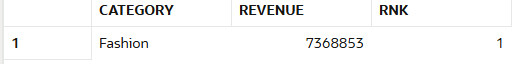 CATEGORY REVENUE RNK
1 Fashion 7368853 1